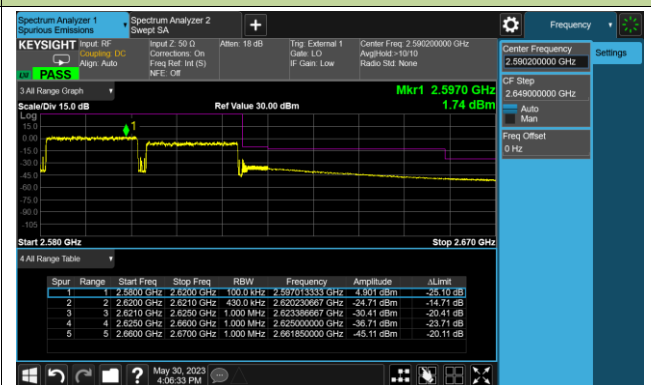 Spectrum Analyzer 1
Spurious Emissions
Spectrum Analyzer 2
Swept SA
+
Frequency
KEYSIGHT
Input: RF
Coupling: DC
Align: Auto
Input Z: 50 Ω
Corrections: On
Freq Ref: Int (S)
NFE: Off
Atten: 18 dB
Trig: External 1
Gate: LO
IF Gain: Low
Center Freq: 2.590200000 GHz
Avg|Hold:>10/10
Radio Std: None
PASS
Center Frequency
2.590200000 GHz
Settings
CF Step
2.649000000 GHz
Auto
Man
Freq Offset
0 Hz
3 All Range Graph
Mkr1 2.5970 GHz
1.74 dBm
Scale/Div 15.0 dB
Ref Value 30.00 dBm
Log
15.0
0.00
-15.0
-30.0
-45.0
-60.0
-75.0
-90.0
-105
1
Start 2.580 GHz
Stop 2.670 GHz
4 All Range Table
Spur Range Start Freq Stop Freq RBW Frequency Amplitude ΔLimit
1 1 2.5800 GHz 2.6200 GHz 100.0 kHz 2.597013333 GHz 4.901 dBm -25.10 dB
2 2 2.6200 GHz 2.6210 GHz 430.0 kHz 2.620230667 GHz -24.71 dBm -14.71 dB
3 3 2.6210 GHz 2.6250 GHz 1.000 MHz 2.623386667 GHz -30.41 dBm -20.41 dB
4 4 2.6250 GHz 2.6600 GHz 1.000 MHz 2.625000000 GHz -36.71 dBm -23.71 dB
5 5 2.6600 GHz 2.6700 GHz 1.000 MHz 2.661850000 GHz -45.11 dBm -20.11 dB
?
May 30, 2023
4:06:33 PM